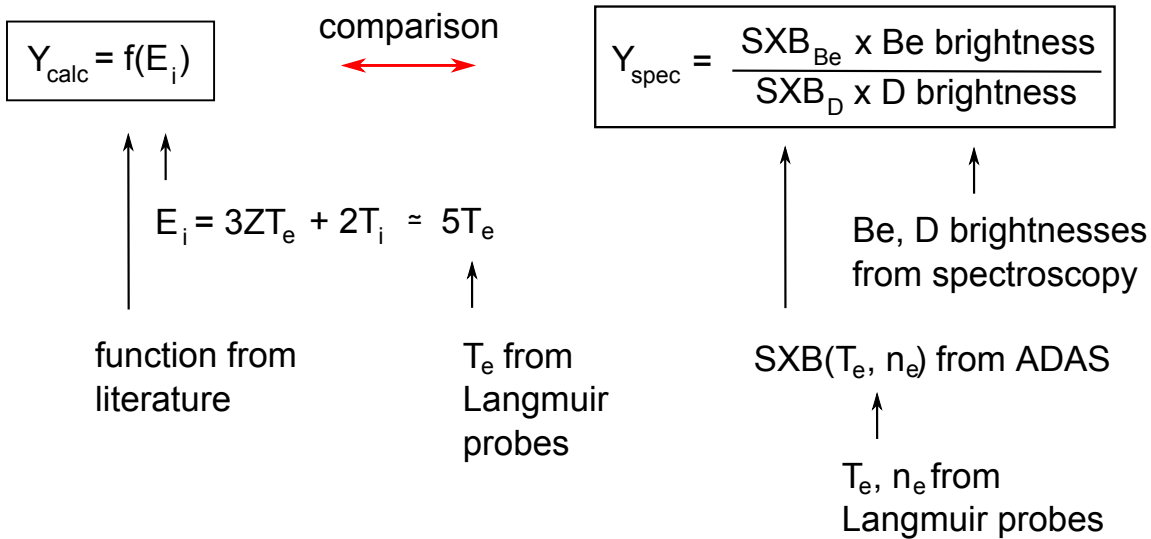 comparison
Y_calc = f(E_i)
Y_spec = SXB_Be x Be brightness
SXB_D x D brightness
E_i = 3ZT_e + 2T_i ≃ 5T_e
Be, D brightnesses
from spectroscopy
function from
literature
T_e from
Langmuir
probes
SXB(T_e, n_e) from ADAS
T_e, n_e from
Langmuir probes